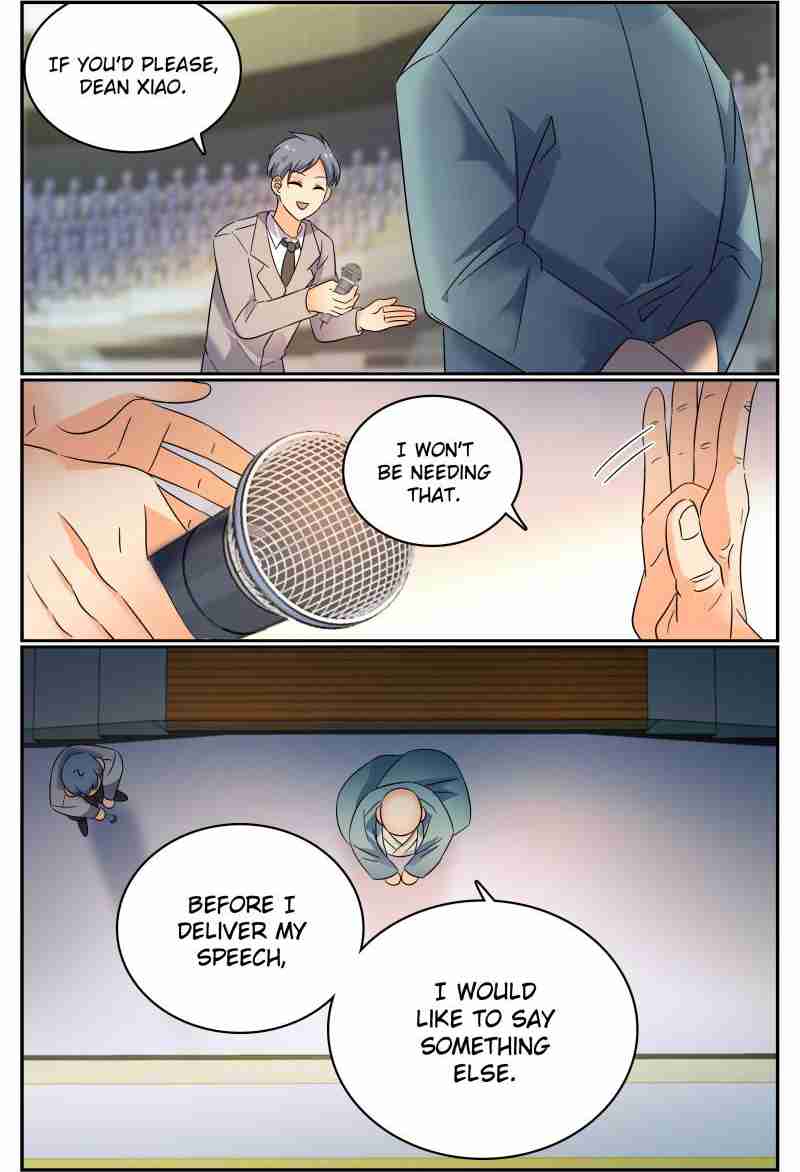 IF YOU'D PLEASE,
DEAN XIAO.
I WON'T
BE NEEDING
THAT.
BEFORE I
DELIVER MY
SPEECH,
I WOULD
LIKE TO SAY
SOMETHING
ELSE.